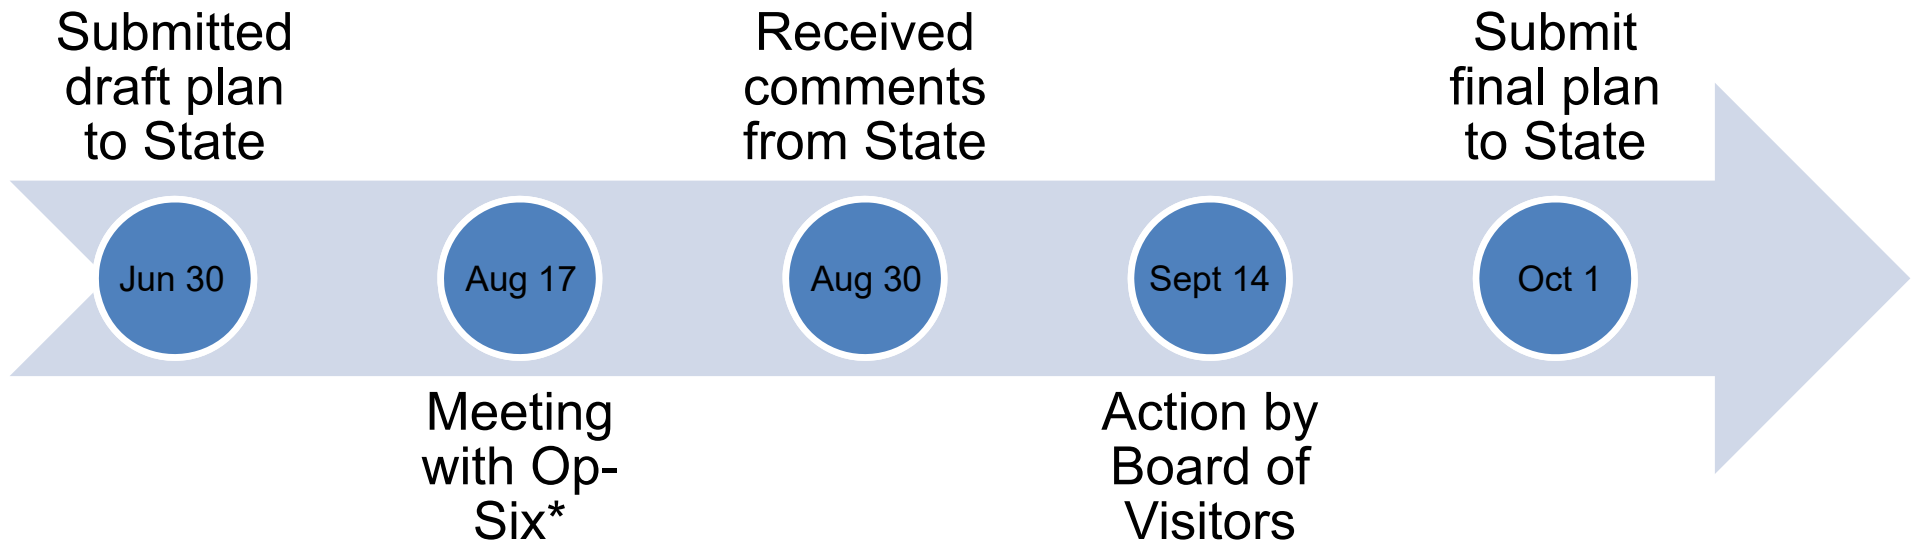 Submitted
draft plan
to State
Received
comments
from State
Submit
final plan
to State
Jun 30
Aug 17
Aug 30
Sept 14
Oct 1
Meeting
with Op-
Six*
Action by
Board of
Visitors